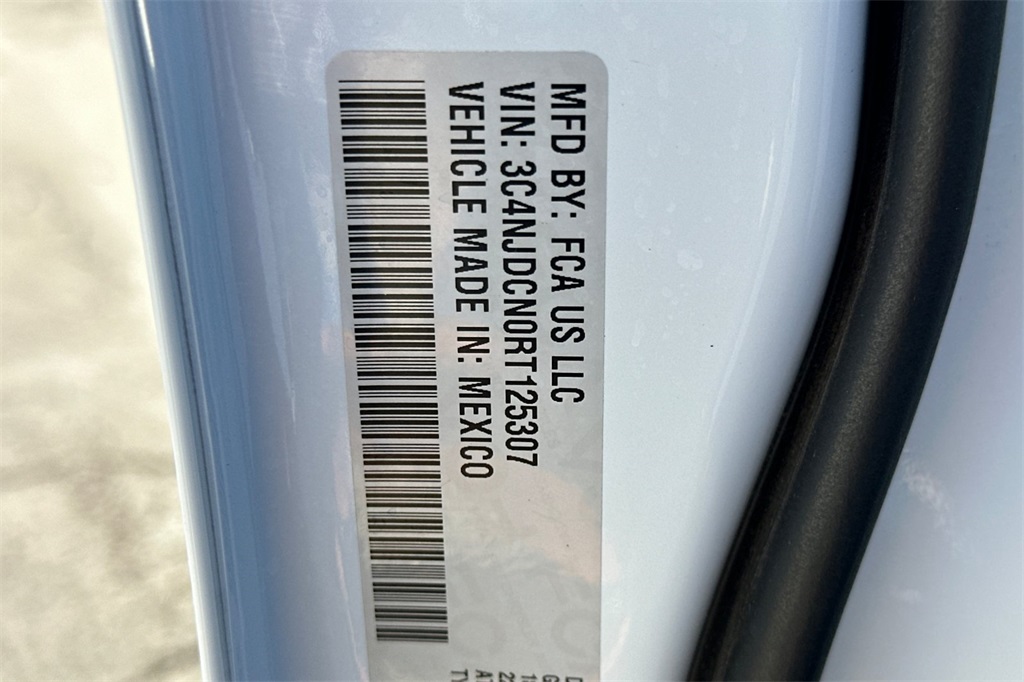 MFD BY: FCA US LLC
VIN: 3C4NJDCN0RT125307
VEHICLE MADE IN: MEXICO